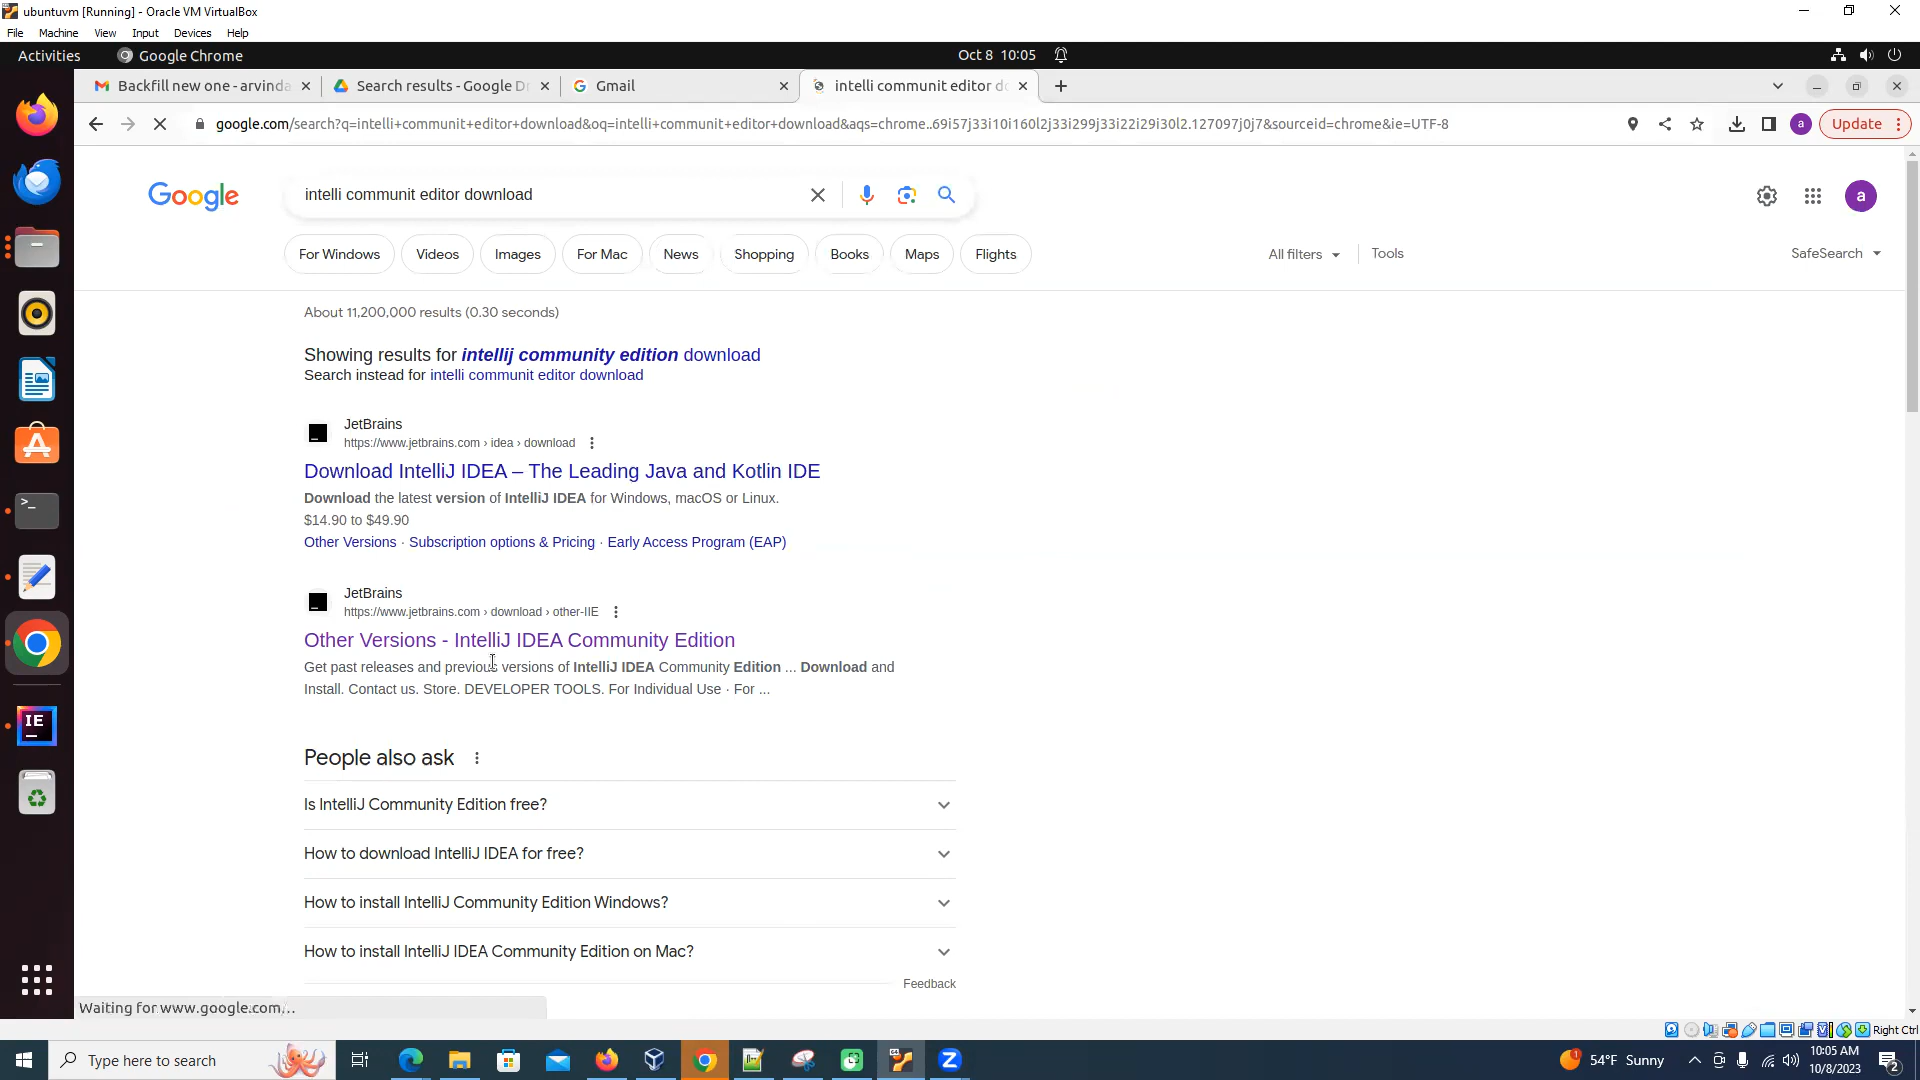 ubuntuvm [Running] - Oracle VM VirtualBox
File Machine View Input Devices Help
Activities Google Chrome Oct 8 10:05
Backfill new one - arvinda Search results - Google Dr Gmail intelli communit editor do
google.com/search?q=intelli+communit+editor+download&oq=intelli+communit+editor+download&aqs=chrome..69i57j33i10i160l2j33i299j33i22i29i30l2.127097j0j7&sourceid=chrome&ie=UTF-8 a Update
Google intelli communit editor download a
For Windows Videos Images For Mac News Shopping Books Maps Flights All filters Tools SafeSearch
About 11,200,000 results (0.30 seconds)
Showing results for intellij community edition download
Search instead for intelli communit editor download
JetBrains
https://www.jetbrains.com › idea › download
Download IntelliJ IDEA – The Leading Java and Kotlin IDE
Download the latest version of IntelliJ IDEA for Windows, macOS or Linux.
$14.90 to $49.90
Other Versions · Subscription options & Pricing · Early Access Program (EAP)
JetBrains
https://www.jetbrains.com › download › other-IIE
Other Versions - IntelliJ IDEA Community Edition
Get past releases and previous versions of IntelliJ IDEA Community Edition ... Download and
Install. Contact us. Store. DEVELOPER TOOLS. For Individual Use · For ...
IE
People also ask
Is IntelliJ Community Edition free?
How to download IntelliJ IDEA for free?
How to install IntelliJ Community Edition Windows?
How to install IntelliJ IDEA Community Edition on Mac?
Feedback
Waiting for www.google.com...
Right Ctrl
Type here to search 1 54°F Sunny 10:05 AM
10/8/2023 2